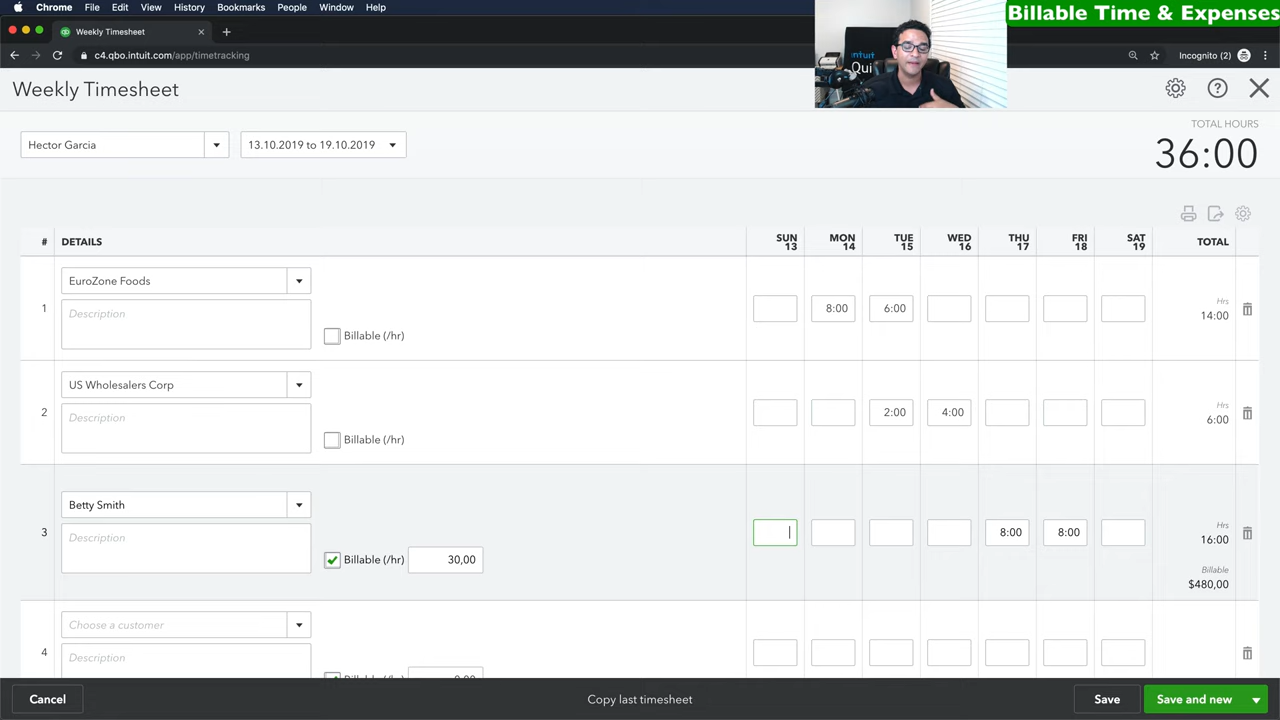 Chrome File Edit View History Bookmarks People Window Help
Billable Time & Expenses
Weekly Timeshee
qbo.intuit.com/app/
Incognito (2)
intuit
Qui
Weekly Timesheet
Hector Garcia
13.10.2019 to 19.10.2019
TOTAL HOURS
36:00
# DETAILS SUN MON TUE WED THU FRI SAT TOTAL
13 14 15 16 17 18 19
EuroZone Foods
1 Description 8:00 6:00 Hrs
14:00
Billable (/hr)
US Wholesalers Corp
2 Description 2:00 4:00 Hrs
6:00
Billable (/hr)
Betty Smith
3 Description 8:00 8:00 Hrs
16:00
Billable (/hr) 30,00
Billable
$480,00
Choose a customer
4 Description
Cancel Copy last timesheet Save Save and new